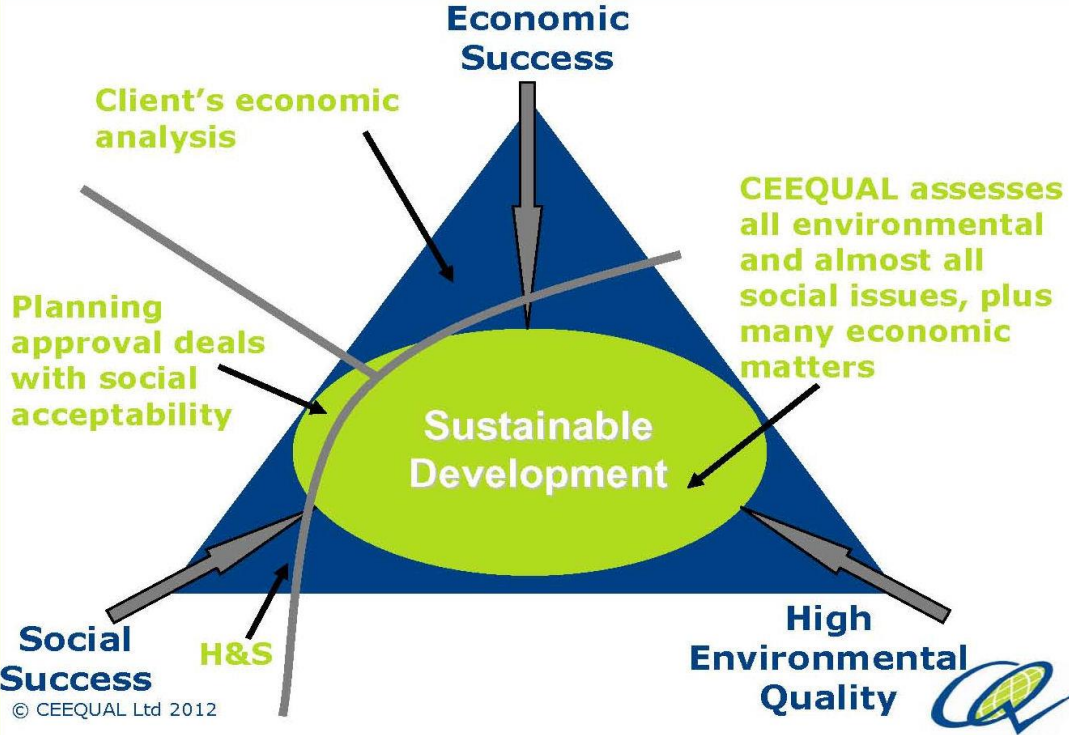 Economic
Success
Client's economic
analysis
CEEQUAL assesses
all environmental
and almost all
social issues, plus
many economic
matters
Planning
approval deals
with social
acceptability
Sustainable
Development
Social
Success
H&S
High
Environmental
Quality
© CEEQUAL Ltd 2012